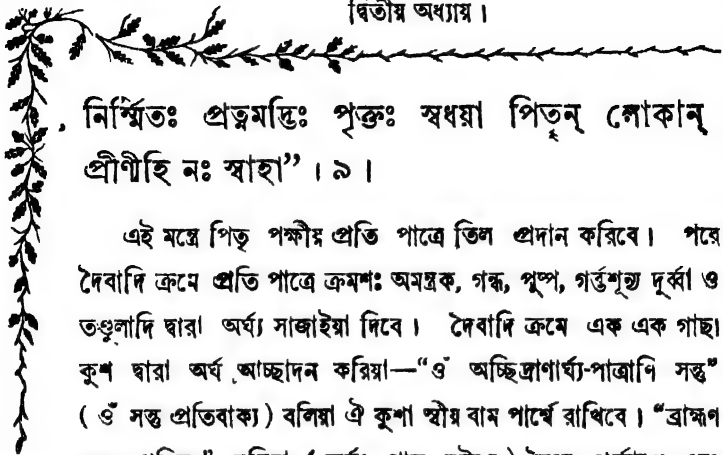 দ্বিতীয় অধ্যায়।
নির্ম্মিতঃ প্রত্নমদ্ভিঃ পৃক্তঃ স্বধয়া পিতৄন্ লোকান্
প্রীণীহি নঃ স্বাহা” । ৯ ।
এই মন্ত্রে পিতৃ পক্ষীয় প্রতি পাত্রে তিল প্রদান করিবে। পরে
দৈবাদি ক্রমে প্রতি পাত্রে ক্রমশঃ অমন্ত্রক, গন্ধ, পুষ্প, গর্ত্তশূন্য দূর্ব্বা ও
তণ্ডুলাদি দ্বারা অর্ঘ্য সাজাইয়া দিবে। দৈবাদি ক্রমে এক এক গাছা
কুশ দ্বারা অর্ঘ আচ্ছাদন করিয়া—“ওঁ অচ্ছিদ্রাণার্ঘ্য-পাত্রাণি সন্তু”
( ওঁ সন্তু প্রতিবাক্য ) বলিয়া ঐ কুশা স্বীয় বাম পার্শ্বে রাখিবে। “ব্রাহ্মণ